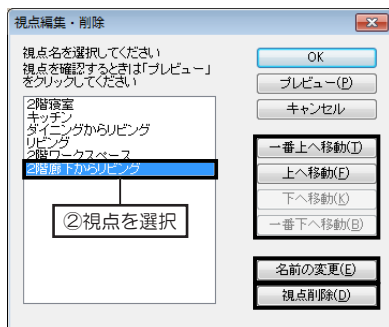 視点編集・削除
視点名を選択してください
視点を確認するときは「プレビュー」
をクリックしてください
2階寝室
キッチン
ダイニングからリビング
リビング
2階ワークスペース
2階廊下からリビング
②視点を選択
OK
プレビュー(P)
キャンセル
一番上へ移動(T)
上へ移動(F)
下へ移動(K)
一番下へ移動(B)
名前の変更(E)
視点削除(D)